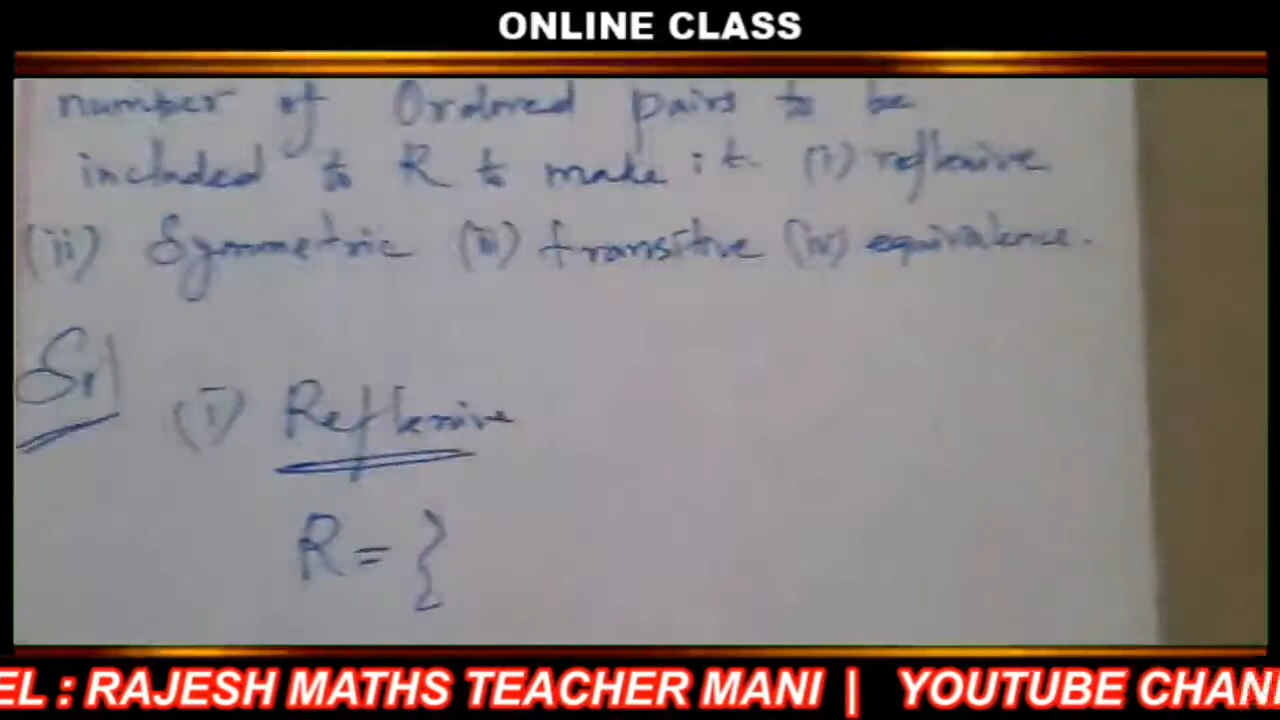 ONLINE CLASS
number of Ordered pairs to be
included to R to make it (i) reflexive
(ii) Symmetric (iii) transitive (iv) equivalence.
Sol
(i) Reflexive
R = {
EL : RAJESH MATHS TEACHER MANI | YOUTUBE CHAN